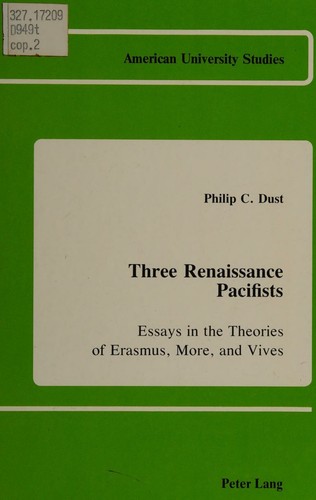 327.17209
D949t
cop.2
American University Studies
Philip C. Dust
Three Renaissance
Pacifists
Essays in the Theories
of Erasmus, More, and Vives
Peter Lang